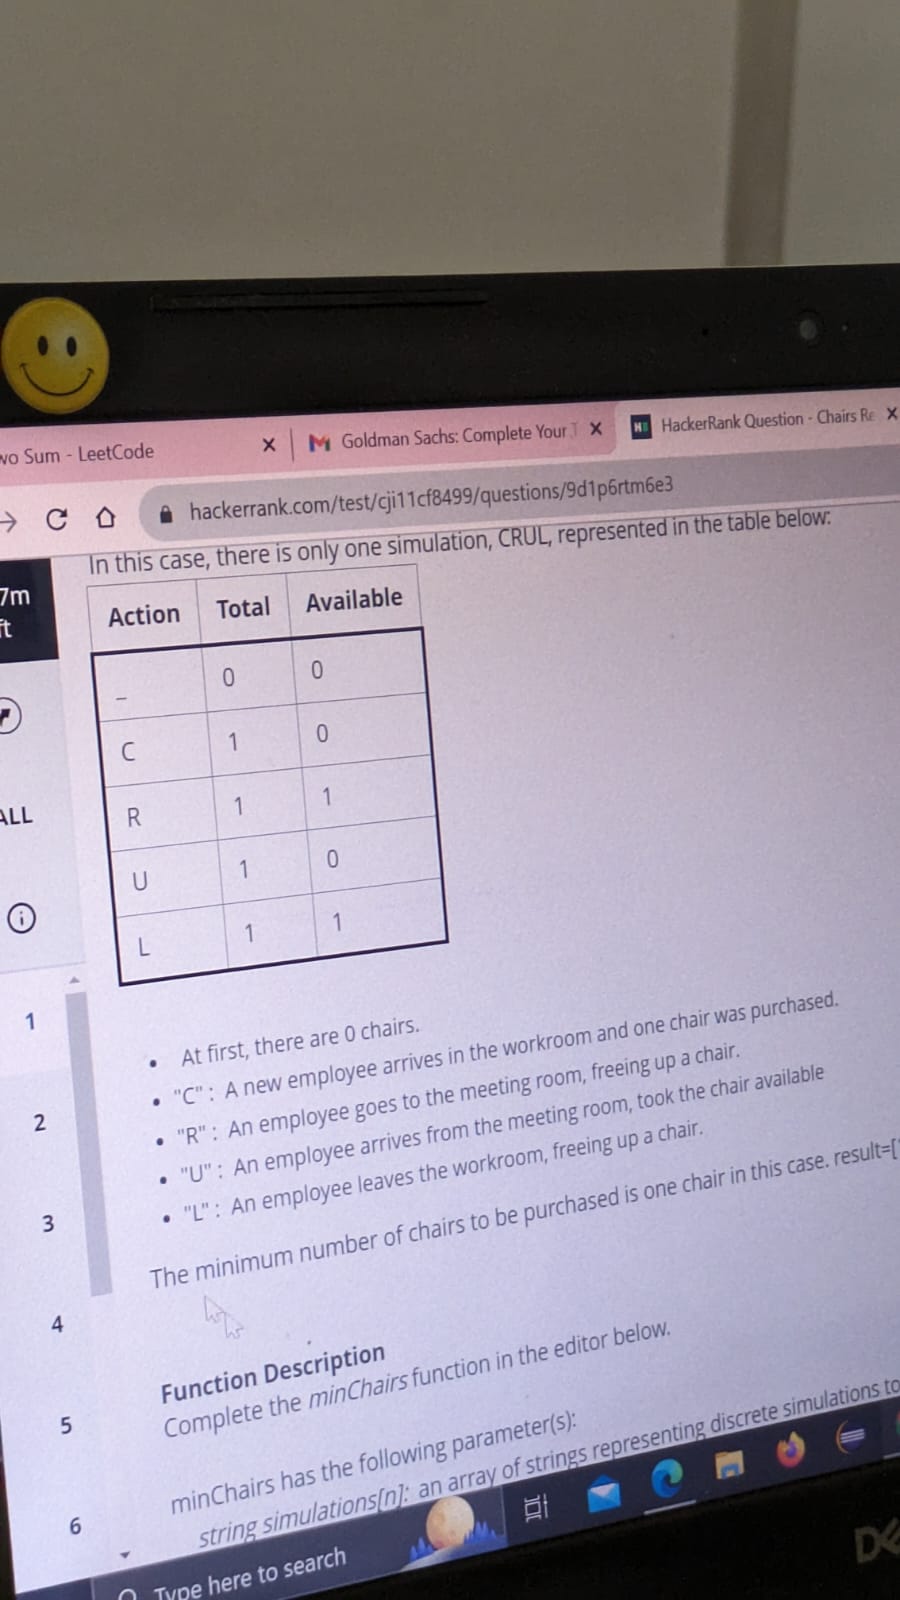 wo Sum - LeetCode
Goldman Sachs: Complete Your T
HackerRank Question - Chairs Re
hackerrank.com/test/cji11cf8499/questions/9d1p6rtm6e3
7m
ft
ALL
1
2
3
4
5
6
In this case, there is only one simulation, CRUL, represented in the table below:
Action Total Available
_ 0 0
C 1 0
R 1 1
U 1 0
L 1 1
• At first, there are 0 chairs.
• "C" : A new employee arrives in the workroom and one chair was purchased.
• "R" : An employee goes to the meeting room, freeing up a chair.
• "U" : An employee arrives from the meeting room, took the chair available
• "L" : An employee leaves the workroom, freeing up a chair.
The minimum number of chairs to be purchased is one chair in this case. result=[
Function Description
Complete the minChairs function in the editor below.
minChairs has the following parameter(s):
string simulations[n]: an array of strings representing discrete simulations to
Type here to search